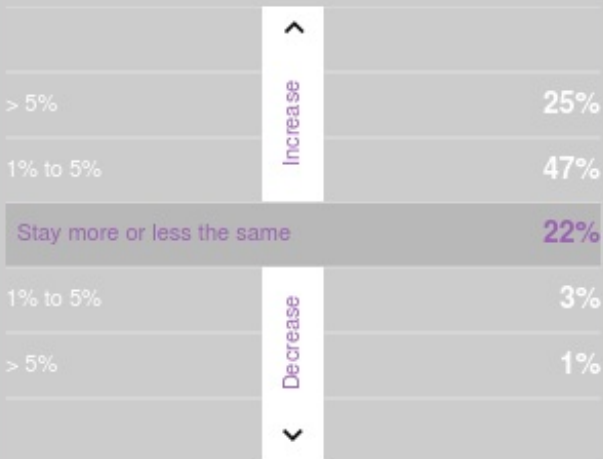 > 5% 25%
Increase
1% to 5% 47%
Stay more or less the same 22%
1% to 5% 3%
Decrease
> 5% 1%